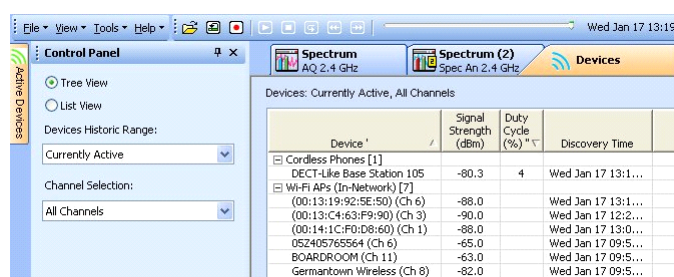 File View Tools Help Wed Jan 17 13:19
Active Devices
Control Panel
Tree View
List View
Devices Historic Range:
Currently Active
Channel Selection:
All Channels
Spectrum
AQ 2.4 GHz
Spectrum (2)
Spec An 2.4 GHz
Devices
Devices: Currently Active, All Channels
Device ' Signal Strength (dBm) Duty Cycle (%) " Discovery Time
Cordless Phones [1]
DECT-Like Base Station 105 -80.3 4 Wed Jan 17 13:1...
Wi-Fi APs (In-Network) [7]
(00:13:19:92:5E:50) (Ch 6) -88.0 Wed Jan 17 13:1...
(00:13:C4:63:F9:90) (Ch 3) -90.0 Wed Jan 17 12:2...
(00:14:1C:F0:D8:60) (Ch 1) -88.0 Wed Jan 17 13:0...
05Z405765564 (Ch 6) -65.0 Wed Jan 17 09:5...
BOARDROOM (Ch 11) -63.0 Wed Jan 17 09:5...
Germantown Wireless (Ch 8) -82.0 Wed Jan 17 09:5...